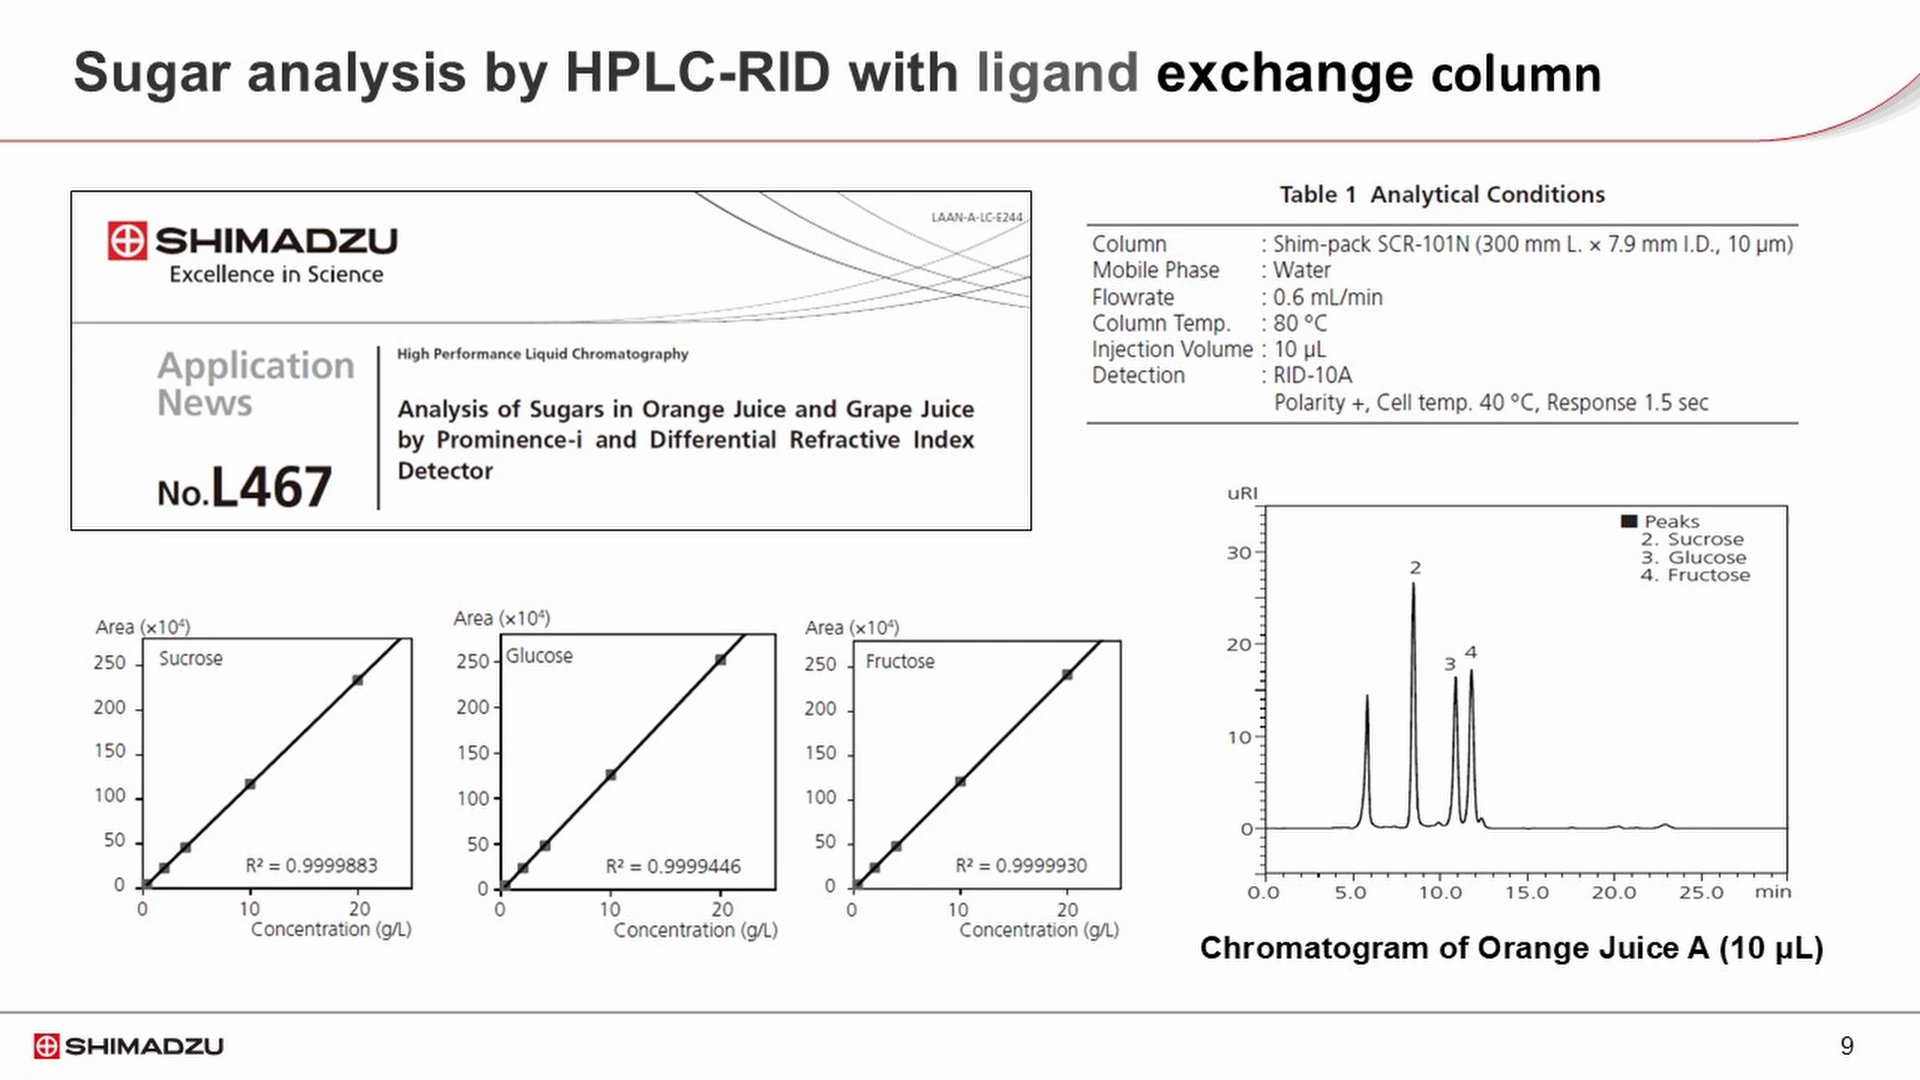 Sugar analysis by HPLC-RID with ligand exchange column
LAAN-A-LC-E244
SHIMADZU
Excellence in Science
Application
News
No.L467
High Performance Liquid Chromatography
Analysis of Sugars in Orange Juice and Grape Juice
by Prominence-i and Differential Refractive Index
Detector
Table 1 Analytical Conditions
Column : Shim-pack SCR-101N (300 mm L. × 7.9 mm I.D., 10 μm)
Mobile Phase : Water
Flowrate : 0.6 mL/min
Column Temp. : 80 °C
Injection Volume : 10 μL
Detection : RID-10A
Polarity +, Cell temp. 40 °C, Response 1.5 sec
Area (×10⁴)
Sucrose
250
200
150
100
50
0
R² = 0.9999883
0 10 20
Concentration (g/L)
Area (×10⁴)
Glucose
250
200
150
100
50
0
R² = 0.9999446
0 10 20
Concentration (g/L)
Area (×10⁴)
Fructose
250
200
150
100
50
0
R² = 0.9999930
0 10 20
Concentration (g/L)
uRI
Peaks
2. Sucrose
3. Glucose
4. Fructose
30
20
10
0
2
3 4
0.0 5.0 10.0 15.0 20.0 25.0 min
Chromatogram of Orange Juice A (10 μL)
SHIMADZU
9